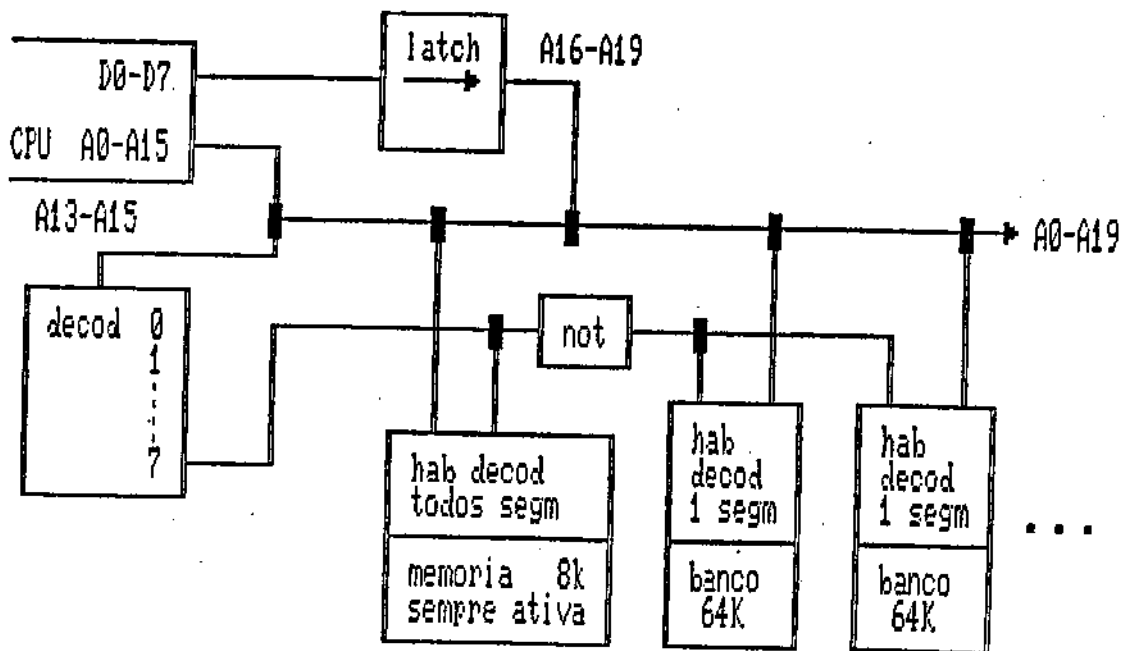 latch
A16-A19
D0-D7
CPU A0-A15
A13-A15
A0-A19
decod 0
1
7
not
hab decod
todos segm
memoria 8k
sempre ativa
hab
decod
1 segm
banco
64K
hab
decod
1 segm
banco
64K
...